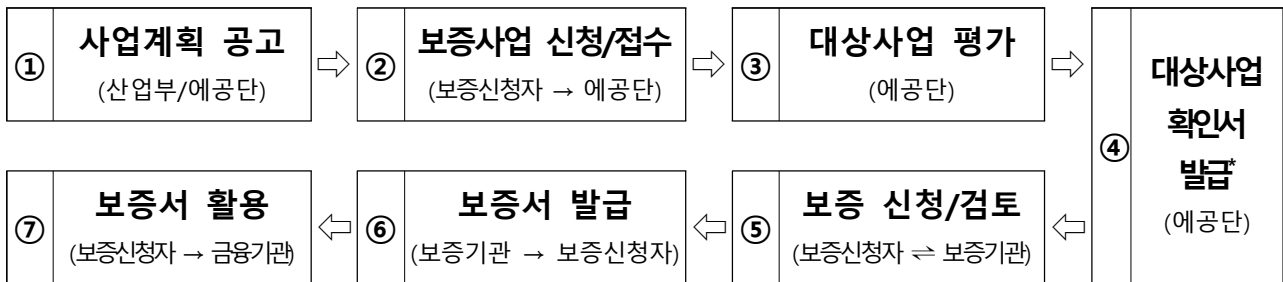 ① 사업계획 공고
(산업부/에공단)
⇨
② 보증사업 신청/접수
(보증신청자 → 에공단)
⇨
③ 대상사업 평가
(에공단)
⇨
④ 대상사업
확인서
발급*
(에공단)
⇦
⑤ 보증 신청/검토
(보증신청자 ⇌ 보증기관)
⇦
⑥ 보증서 발급
(보증기관 → 보증신청자)
⇦
⑦ 보증서 활용
(보증신청자 → 금융기관)